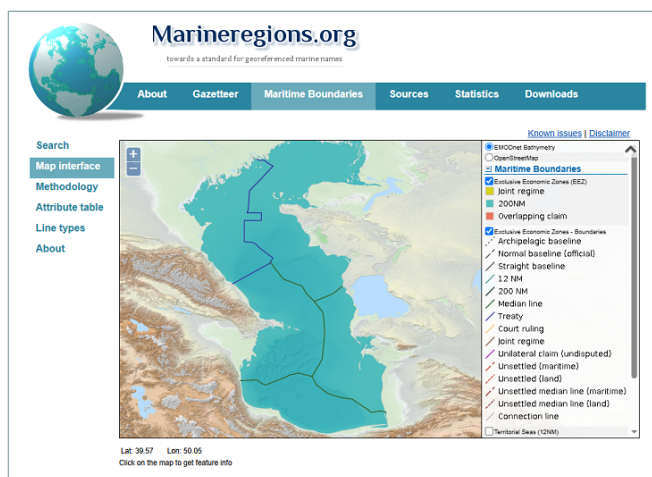 Marineregions.org
towards a standard for georeferenced marine names
About Gazetteer Maritime Boundaries Sources Statistics Downloads
Known issues | Disclaimer
Search
Map interface
Methodology
Attribute table
Line types
About
+
−
EMODnet Bathymetry
OpenStreetMap
Maritime Boundaries
Exclusive Economic Zones (EEZ)
Joint regime
200NM
Overlapping claim
Exclusive Economic Zones - Boundaries
Archipelagic baseline
Normal baseline (official)
Straight baseline
12 NM
200 NM
Median line
Treaty
Court ruling
Joint regime
Unilateral claim (undisputed)
Unsettled (maritime)
Unsettled (land)
Unsettled median line (maritime)
Unsettled median line (land)
Connection line
Territorial Seas (12NM)
Lat: 39.57 Lon: 50.05
Click on the map to get feature info